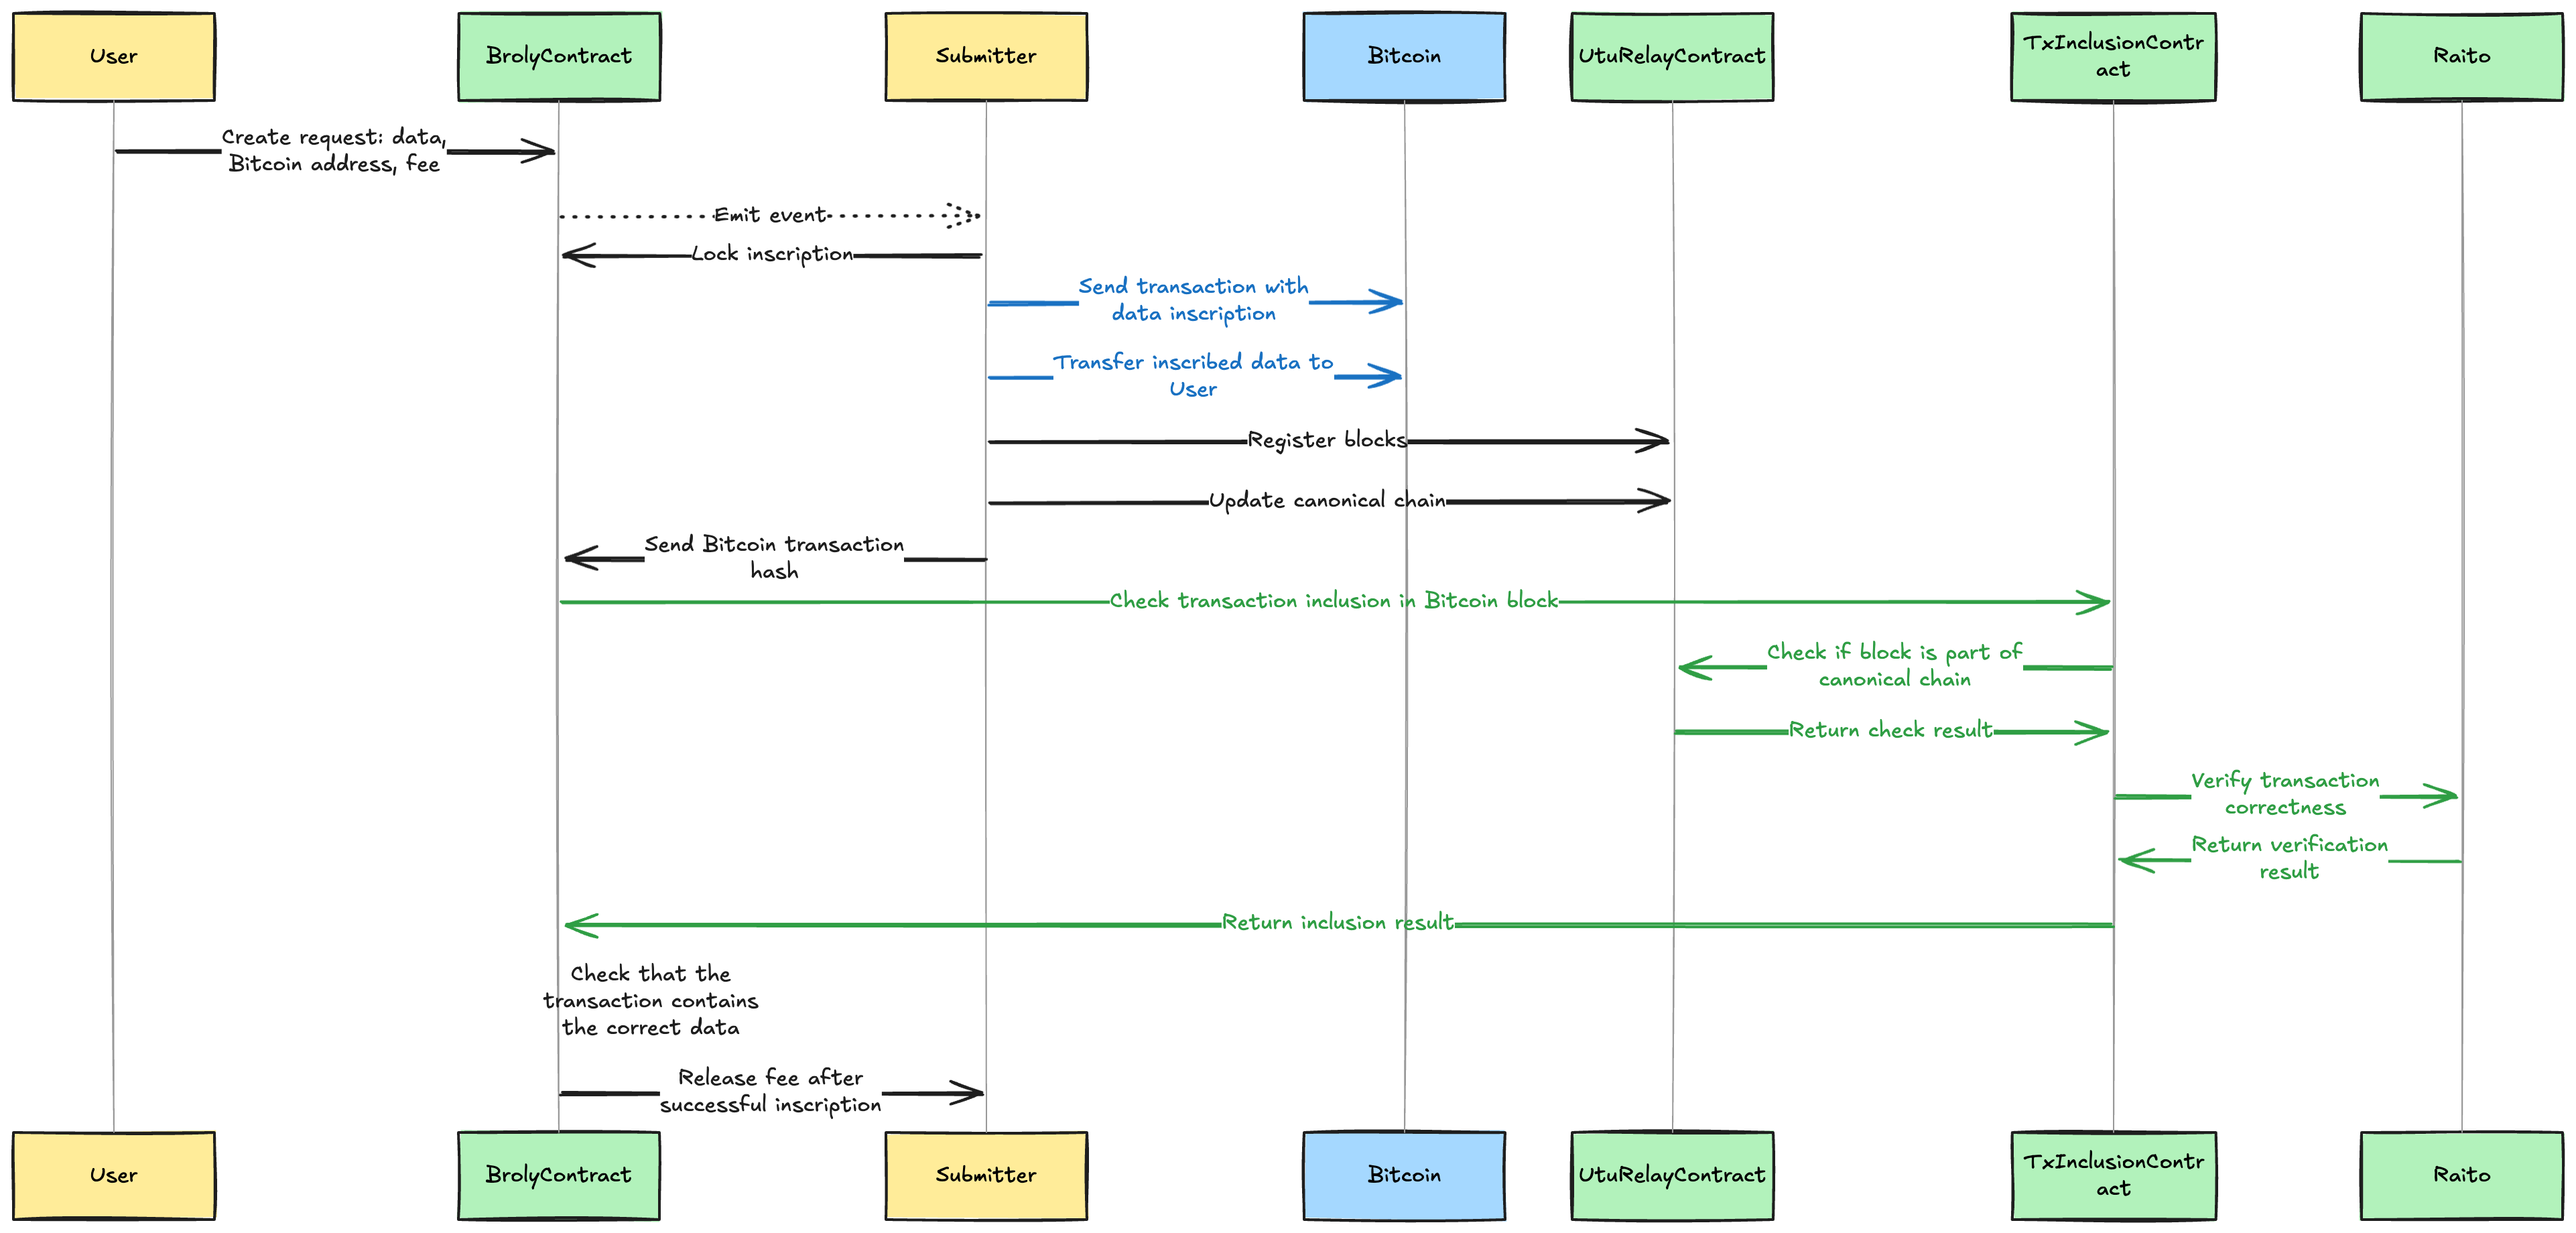 User
BrolyContract
Submitter
Bitcoin
UtuRelayContract
TxInclusionContr
act
Raito
Create request: data,
Bitcoin address, fee
Emit event
Lock inscription
Send transaction with
data inscription
Transfer inscribed data to
User
Register blocks
Update canonical chain
Send Bitcoin transaction
hash
Check transaction inclusion in Bitcoin block
Check if block is part of
canonical chain
Return check result
Verify transaction
correctness
Return verification
result
Return inclusion result
Check that the
transaction contains
the correct data
Release fee after
successful inscription
User
BrolyContract
Submitter
Bitcoin
UtuRelayContract
TxInclusionContr
act
Raito